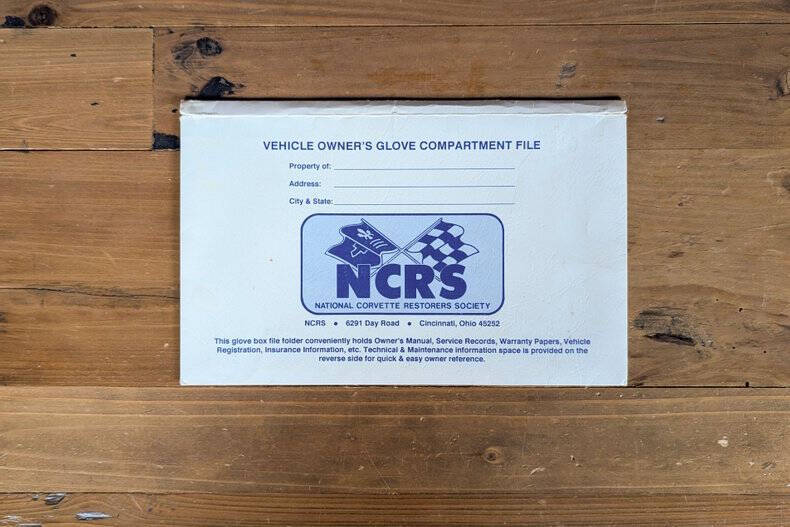 VEHICLE OWNER'S GLOVE COMPARTMENT FILE
Property of:
Address:
City & State:
NCRS
NATIONAL CORVETTE RESTORERS SOCIETY
NCRS • 6291 Day Road • Cincinnati, Ohio 45252
This glove box file folder conveniently holds Owner's Manual, Service Records, Warranty Papers, Vehicle
Registration, Insurance Information, etc. Technical & Maintenance information space is provided on the
reverse side for quick & easy owner reference.